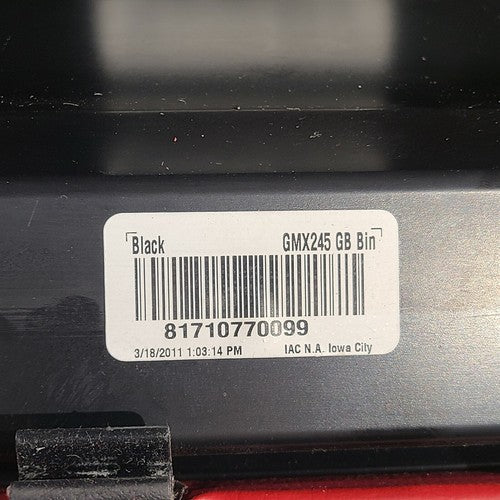 Black GMX245 GB Bin
81710770099
3/18/2011 1:03:14 PM IAC N.A. Iowa City